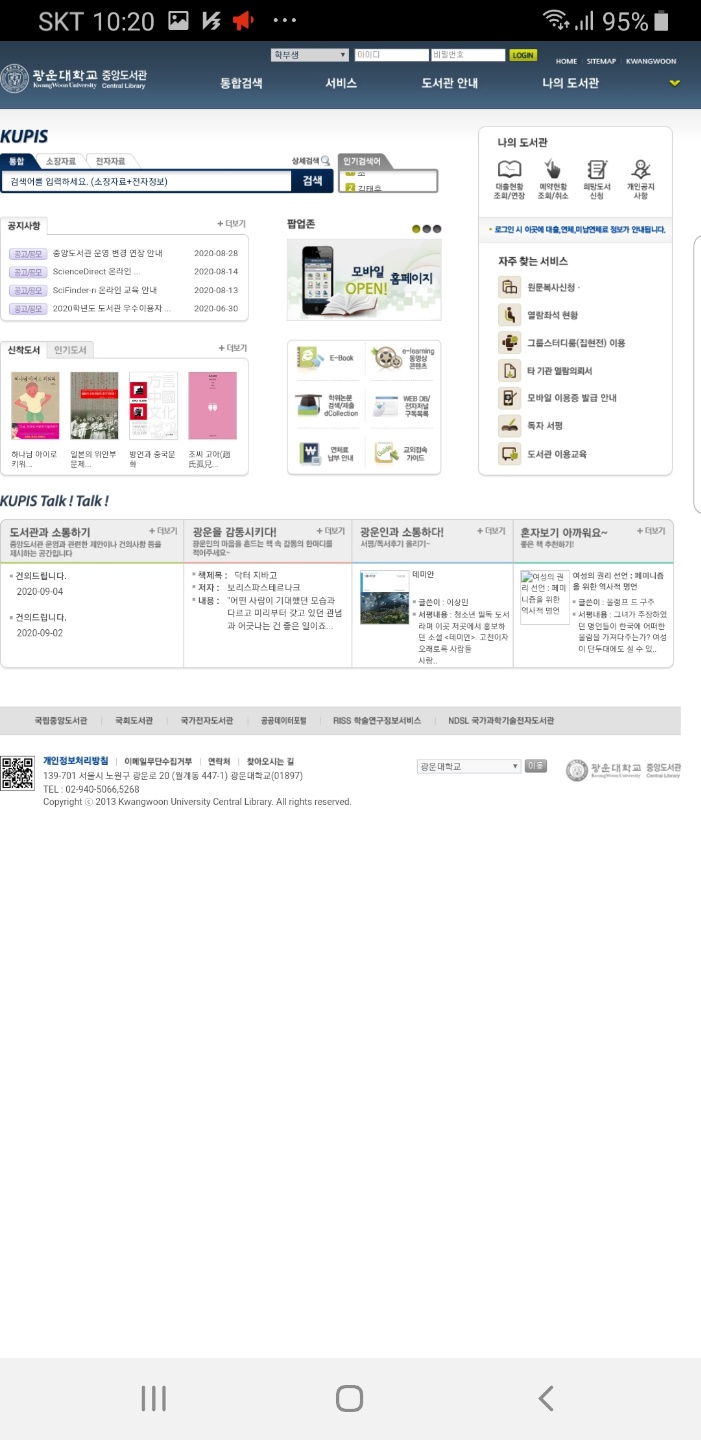 SKT 10:20
95%
학부생
아이디
비밀번호
LOGIN
HOME SITEMAP KWANGWOON
광운대학교 중앙도서관
KwangWoon University Central Library
통합검색 서비스 도서관 안내 나의 도서관
KUPIS
통합 소장자료 전자자료 상세검색 인기검색어
검색어를 입력하세요. (소장자료+전자정보) 검색
2 김태훈
나의 도서관
대출현황 조회/연장
예약현황 조회/취소
희망도서 신청
개인공지 사항
로그인 시 이곳에 대출,연체,미납연체료 정보가 안내됩니다.
공지사항 + 더보기
공고/공모 중앙도서관 운영 변경 연장 안내 2020-08-28
공고/공모 ScienceDirect 온라인 ... 2020-08-14
공고/공모 SciFinder-n 온라인 교육 안내 2020-08-13
공고/공모 2020학년도 도서관 우수이용자 ... 2020-06-30
팝업존
모바일 홈페이지
OPEN!
자주 찾는 서비스
원문복사신청
열람좌석 현황
그룹스터디룸(집현전) 이용
타 기관 열람의뢰서
모바일 이용증 발급 안내
독자 서평
도서관 이용교육
신착도서 인기도서 + 더보기
하나님 아이로 키워...
일본의 위안부 문제...
방언과 중국문화
조씨 고아(趙氏孤兒...
E-Book
e-learning 동영상 콘텐츠
학위논문 검색/제출 dCollection
WEB DB/ 전자저널 구독목록
연체료 납부 안내
교외접속 가이드
KUPIS Talk ! Talk !
도서관과 소통하기 + 더보기
중앙도서관 운영과 관련한 제안이나 건의사항 등을
제시하는 공간입니다
건의드립니다.
2020-09-04
건의드립니다.
2020-09-02
광운을 감동시키다! + 더보기
광운인의 마음을 흔드는 책 속 감동의 한마디를
적어주세요~
책제목 : 닥터 지바고
저자 : 보리스파스테르나크
내용 : "어떤 사람이 기대했던 모습과
다르고 미리부터 갖고 있던 관념
과 어긋나는 건 좋은 일이죠...
광운인과 소통하다! + 더보기
서평/독서후기 올리기~
데미안
글쓴이 : 이상민
서평내용 : 청소년 필독 도서
라며 이곳 저곳에서 홍보하
던 소설 <데미안>. 고전이자
오래토록 사람들
사랑..
혼자보기 아까워요~ + 더보기
좋은 책 추천하기!
여성의 권리 선언 : 페미니즘을 위한 역사적 명언
여성의 권리 선언 : 페미니즘
을 위한 역사적 명언
글쓴이 : 올랭프 드 구주
서평내용 : 그녀가 주장하였
던 명언들이 한국에 어떠한
울림을 가져다주는가? 여성
이 단두대에도 설 수 있..
국립중앙도서관 국회도서관 국가전자도서관 공공데이터포털 RISS 학술연구정보서비스 NDSL 국가과학기술전자도서관
개인정보처리방침 | 이메일무단수집거부 | 연락처 | 찾아오시는 길
139-701 서울시 노원구 광운로 20 (월계동 447-1) 광운대학교(01897)
TEL : 02-940-5066,5268
Copyright ⓒ 2013 Kwangwoon University Central Library. All rights reserved.
광운대학교 이동
광운대학교 중앙도서관
KwangWoon University Central Library